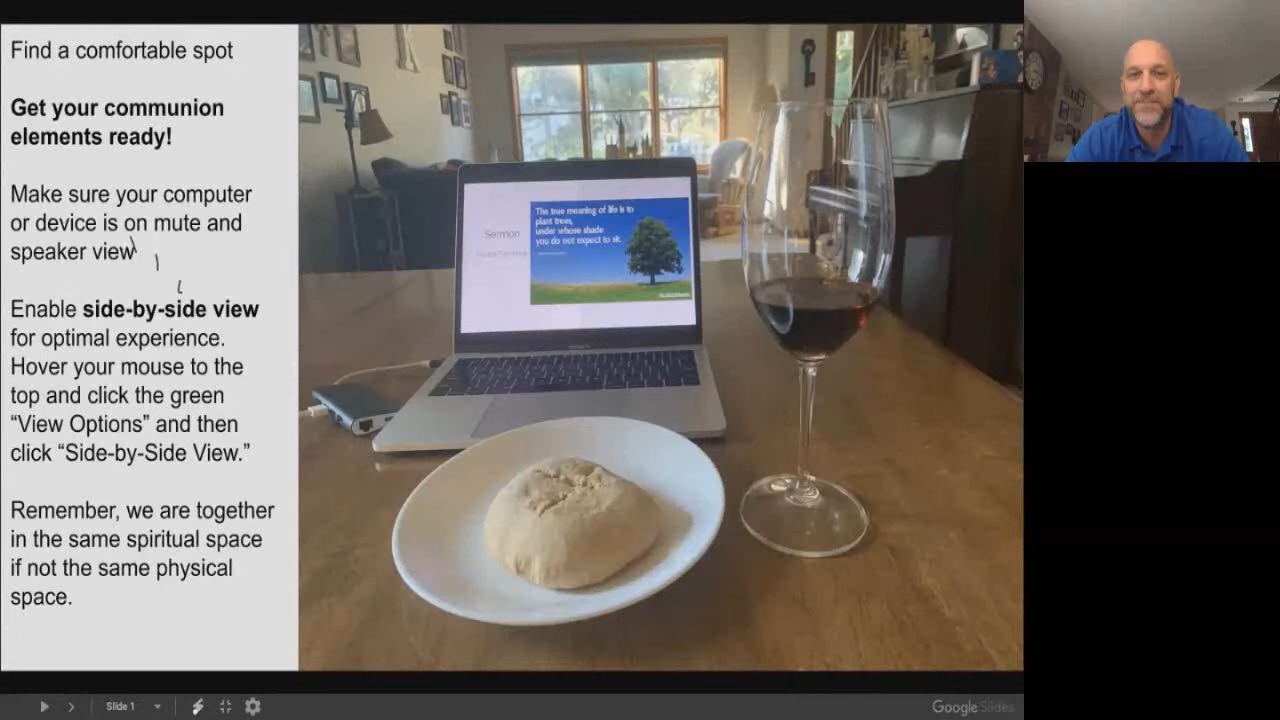 Find a comfortable spot
Get your communion
elements ready!
Make sure your computer
or device is on mute and
speaker view
Enable side-by-side view
for optimal experience.
Hover your mouse to the
top and click the green
“View Options” and then
click “Side-by-Side View.”
Remember, we are together
in the same spiritual space
if not the same physical
space.
Sermon
The true meaning of life is to
plant trees,
under whose shade
you do not expect to sit.
Slide 1
Google Slides